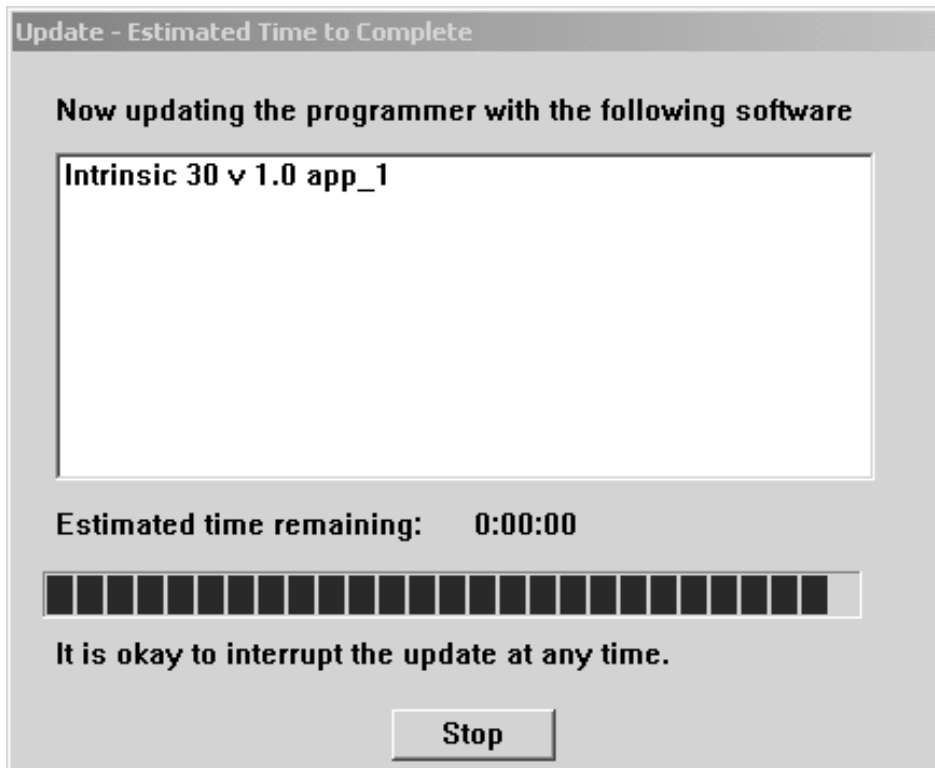 Update - Estimated Time to Complete
Now updating the programmer with the following software
Intrinsic 30 v 1.0 app_1
Estimated time remaining: 0:00:00
It is okay to interrupt the update at any time.
Stop